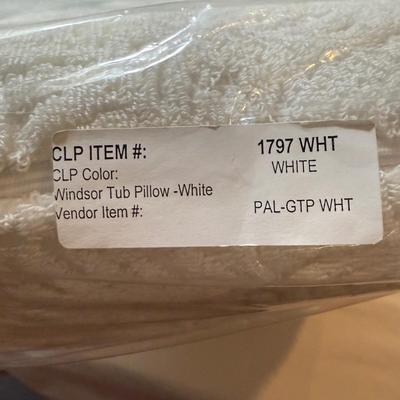 CLP ITEM #: 1797 WHT
CLP Color: WHITE
Windsor Tub Pillow -White
Vendor Item #: PAL-GTP WHT